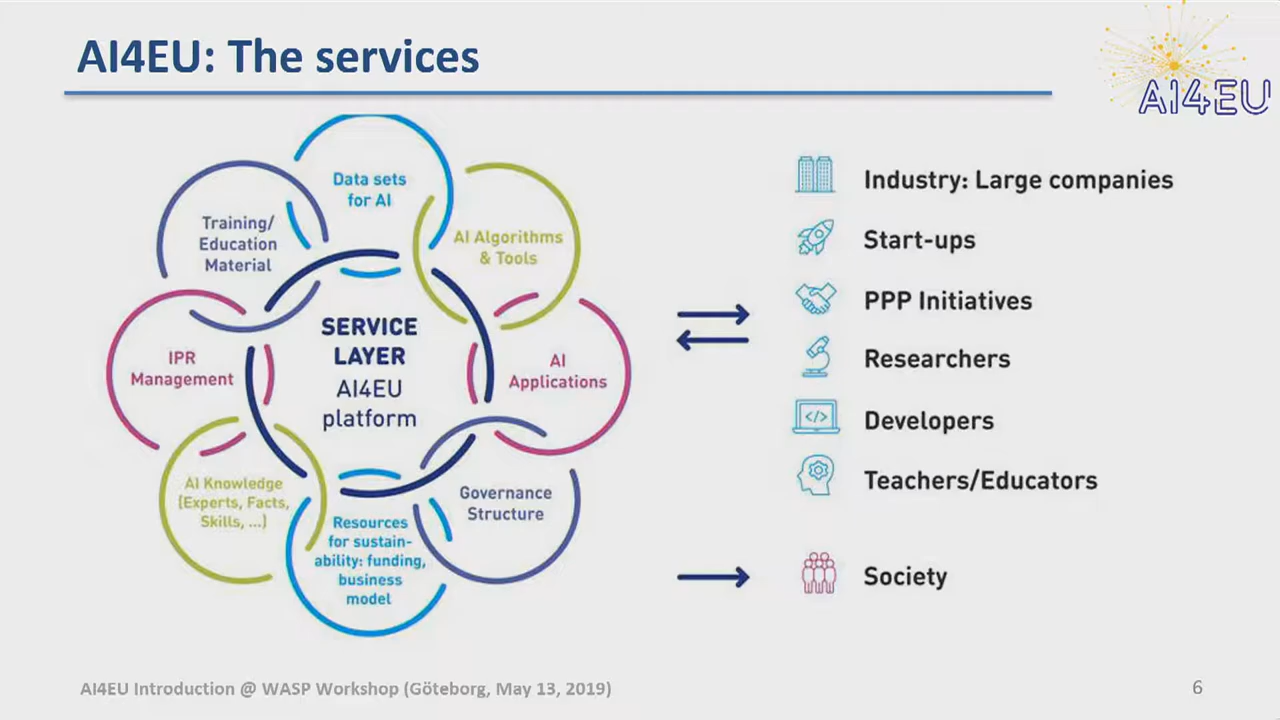 AI4EU: The services
AI4EU
Data sets
for AI
AI Algorithms
& Tools
AI
Applications
Governance
Structure
Resources
for sustain-
ability: funding,
business
model
AI Knowledge
(Experts, Facts,
Skills, ...)
IPR
Management
Training/
Education
Material
SERVICE
LAYER
AI4EU
platform
Industry: Large companies
Start-ups
PPP Initiatives
Researchers
</>
Developers
Teachers/Educators
Society
AI4EU Introduction @ WASP Workshop (Göteborg, May 13, 2019)
6